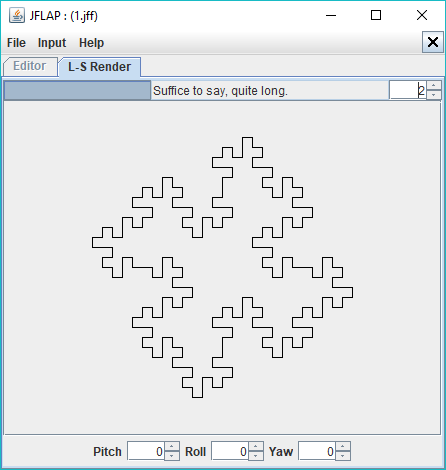 JFLAP : (1.jff)
File Input Help
Editor L-S Render
Suffice to say, quite long. 2
Pitch 0 Roll 0 Yaw 0